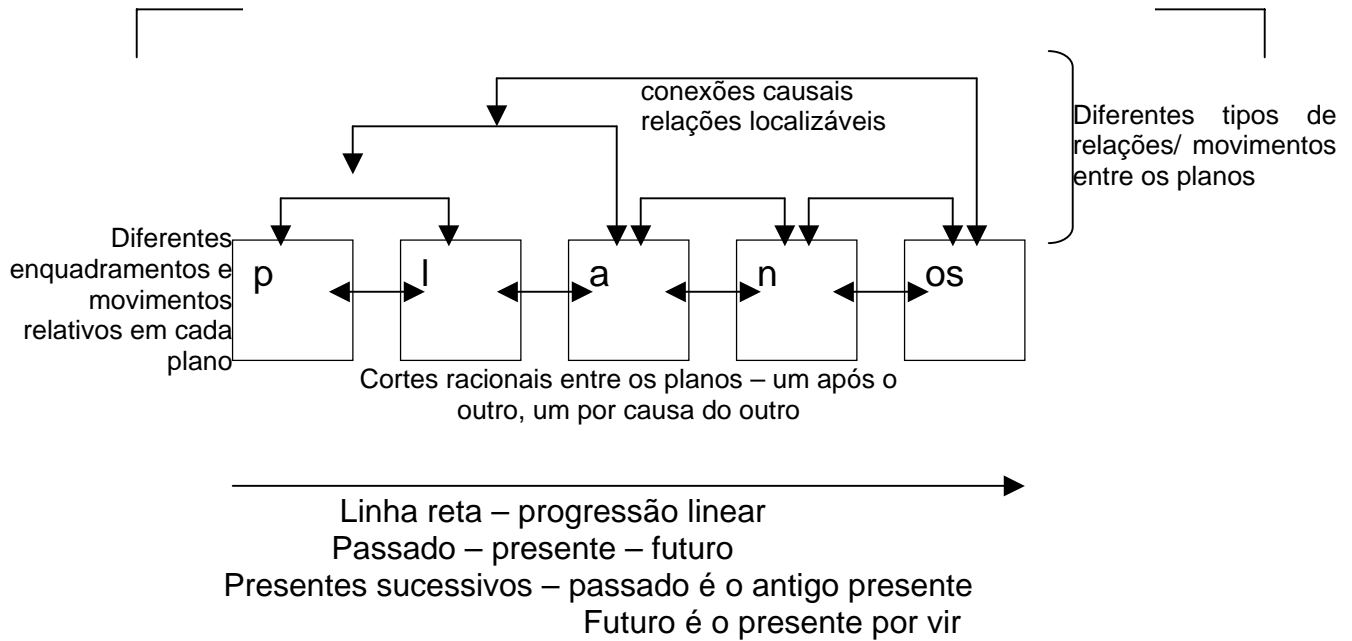 conexões causais
relações localizáveis
Diferentes tipos de
relações/ movimentos
entre os planos
Diferentes
enquadramentos e
movimentos
relativos em cada
plano
p l a n os
Cortes racionais entre os planos – um após o
outro, um por causa do outro
Linha reta – progressão linear
Passado – presente – futuro
Presentes sucessivos – passado é o antigo presente
Futuro é o presente por vir